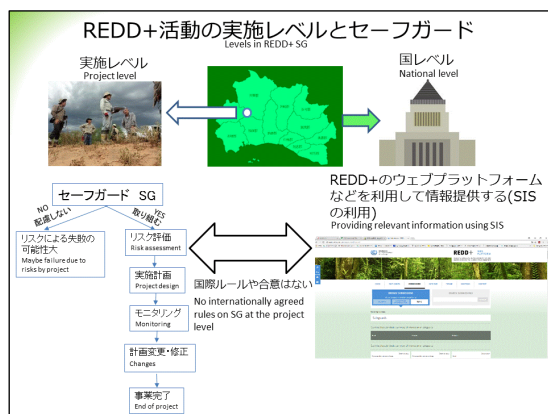 REDD+活動の実施レベルとセーフガード
Levels in REDD+ SG
実施レベル
Project level
国レベル
National level
REDD+のウェブプラットフォーム
などを利用して情報提供する(SIS
の利用)
Providing relevant information using SIS
セーフガード SG
NO
配慮しない
YES
取り組む
リスクによる失敗の
可能性大
Maybe failure due to
risks by project
リスク評価
Risk assessment
実施計画
Project design
モニタリング
Monitoring
計画変更・修正
Changes
事業完了
End of project
国際ルールや合意はない
No internationally agreed
rules on SG at the project
level
REDD+